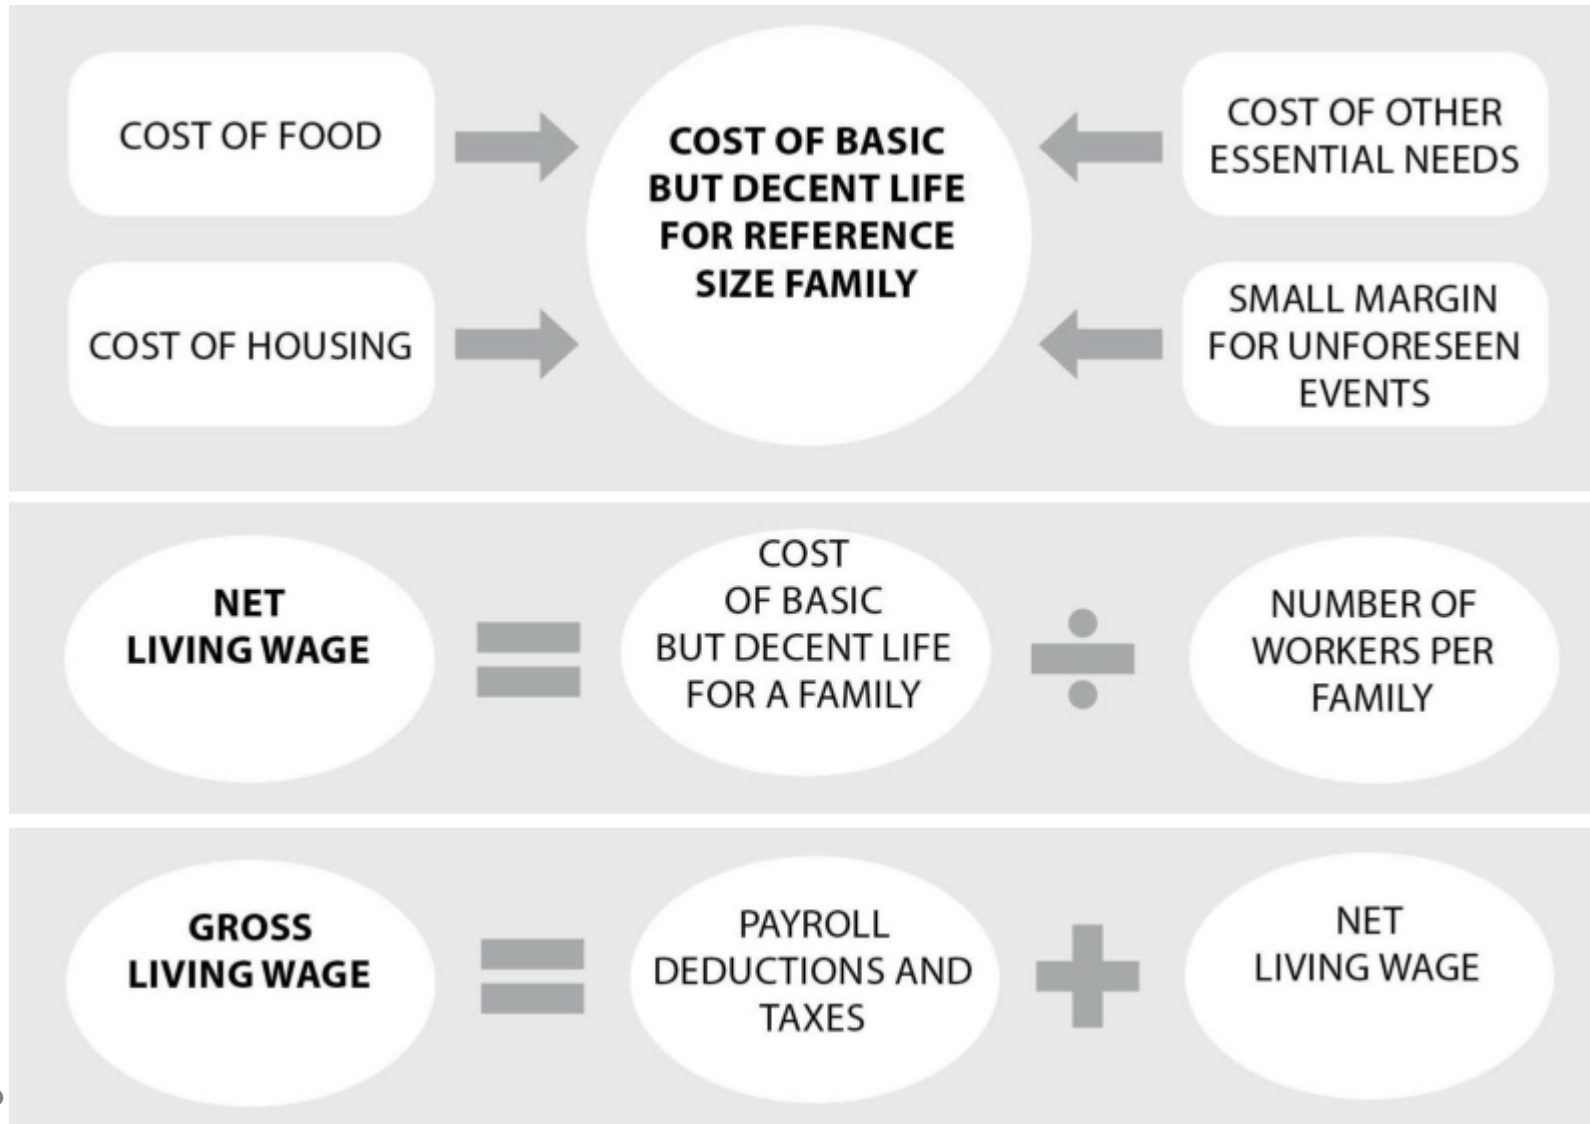 COST OF FOOD
COST OF HOUSING
COST OF BASIC
BUT DECENT LIFE
FOR REFERENCE
SIZE FAMILY
COST OF OTHER
ESSENTIAL NEEDS
SMALL MARGIN
FOR UNFORESEEN
EVENTS
NET
LIVING WAGE
COST
OF BASIC
BUT DECENT LIFE
FOR A FAMILY
NUMBER OF
WORKERS PER
FAMILY
GROSS
LIVING WAGE
PAYROLL
DEDUCTIONS AND
TAXES
NET
LIVING WAGE